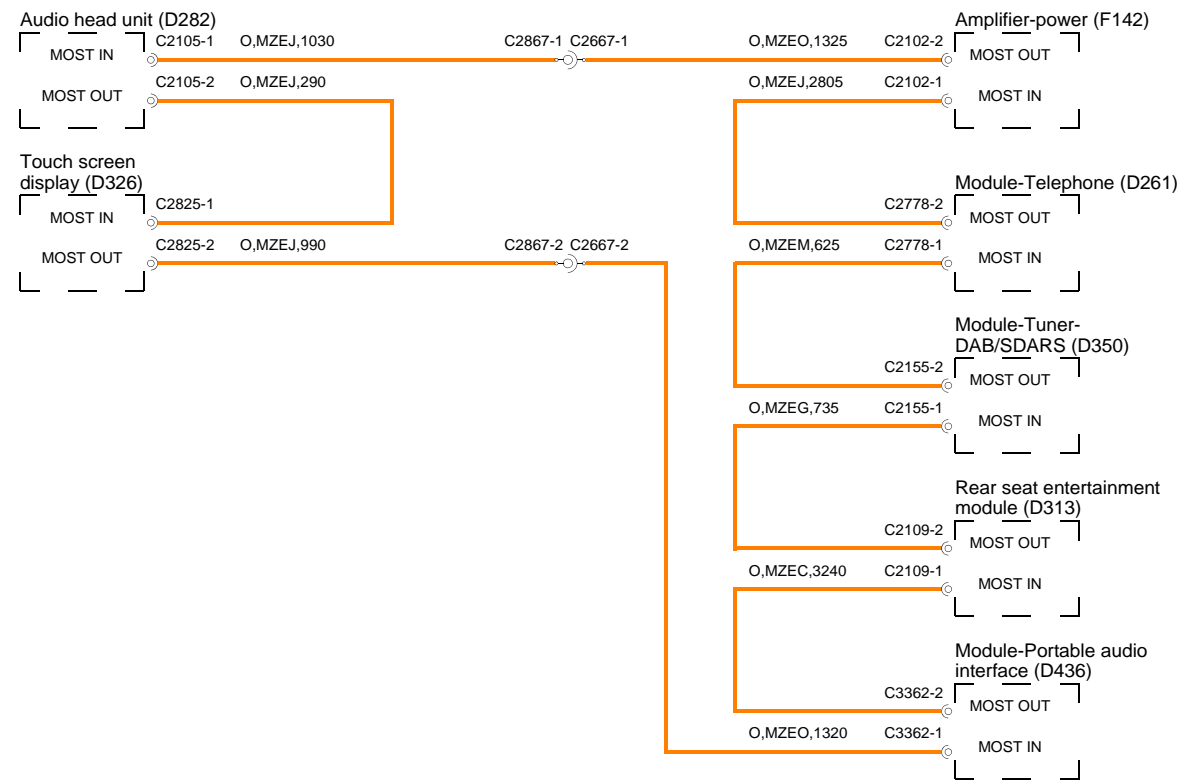 Audio head unit (D282)
MOST IN
C2105-1 O,MZEJ,1030 C2867-1 C2667-1 O,MZEO,1325 C2102-2
Amplifier-power (F142)
MOST OUT
MOST OUT
C2105-2 O,MZEJ,290
O,MZEJ,2805 C2102-1
MOST IN
Touch screen
display (D326)
MOST IN
C2825-1
MOST OUT
C2825-2 O,MZEJ,990 C2867-2 C2667-2
Module-Telephone (D261)
C2778-2
MOST OUT
O,MZEM,625 C2778-1
MOST IN
Module-Tuner-
DAB/SDARS (D350)
C2155-2
MOST OUT
O,MZEG,735 C2155-1
MOST IN
Rear seat entertainment
module (D313)
C2109-2
MOST OUT
O,MZEC,3240 C2109-1
MOST IN
Module-Portable audio
interface (D436)
C3362-2
MOST OUT
O,MZEO,1320 C3362-1
MOST IN